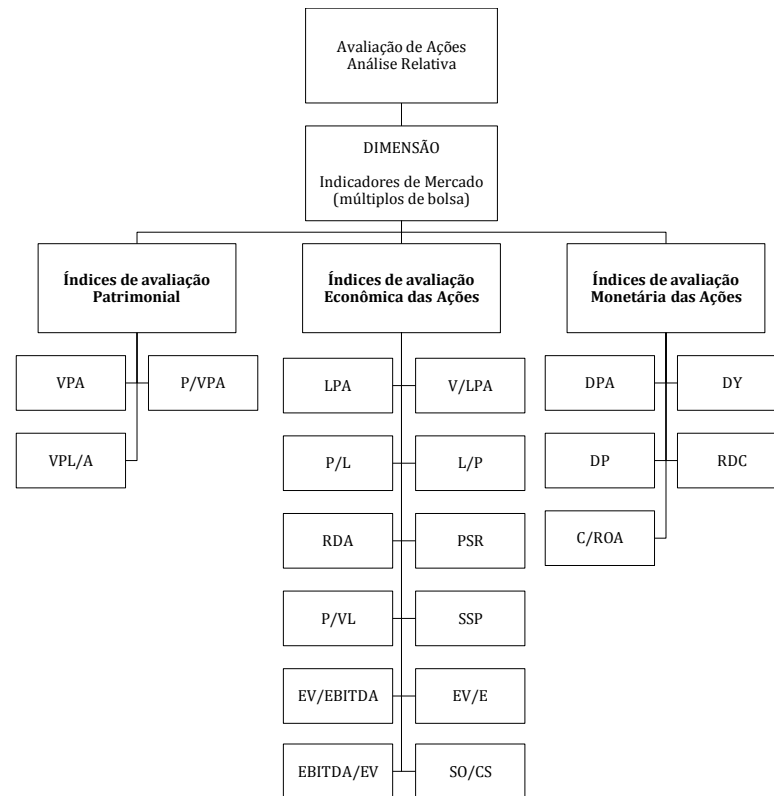 Avaliação de Ações
Análise Relativa
DIMENSÃO
Indicadores de Mercado
(múltiplos de bolsa)
Índices de avaliação
Patrimonial
Índices de avaliação
Econômica das Ações
Índices de avaliação
Monetária das Ações
VPA
P/VPA
VPL/A
LPA
V/LPA
P/L
L/P
RDA
PSR
P/VL
SSP
EV/EBITDA
EV/E
EBITDA/EV
SO/CS
DPA
DY
DP
RDC
C/ROA